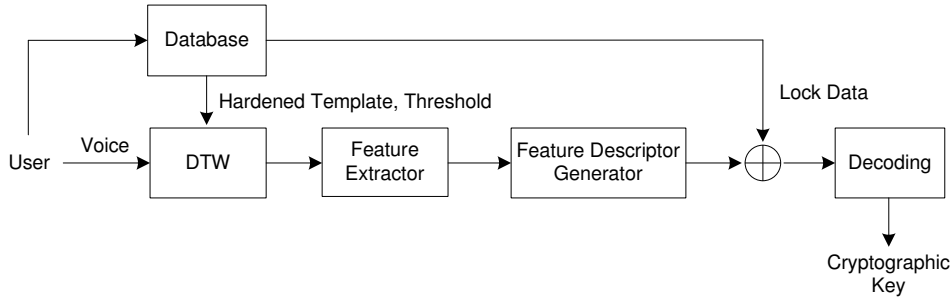 Database
Hardened Template, Threshold
Lock Data
User
Voice
DTW
Feature
Extractor
Feature Descriptor
Generator
Decoding
Cryptographic
Key